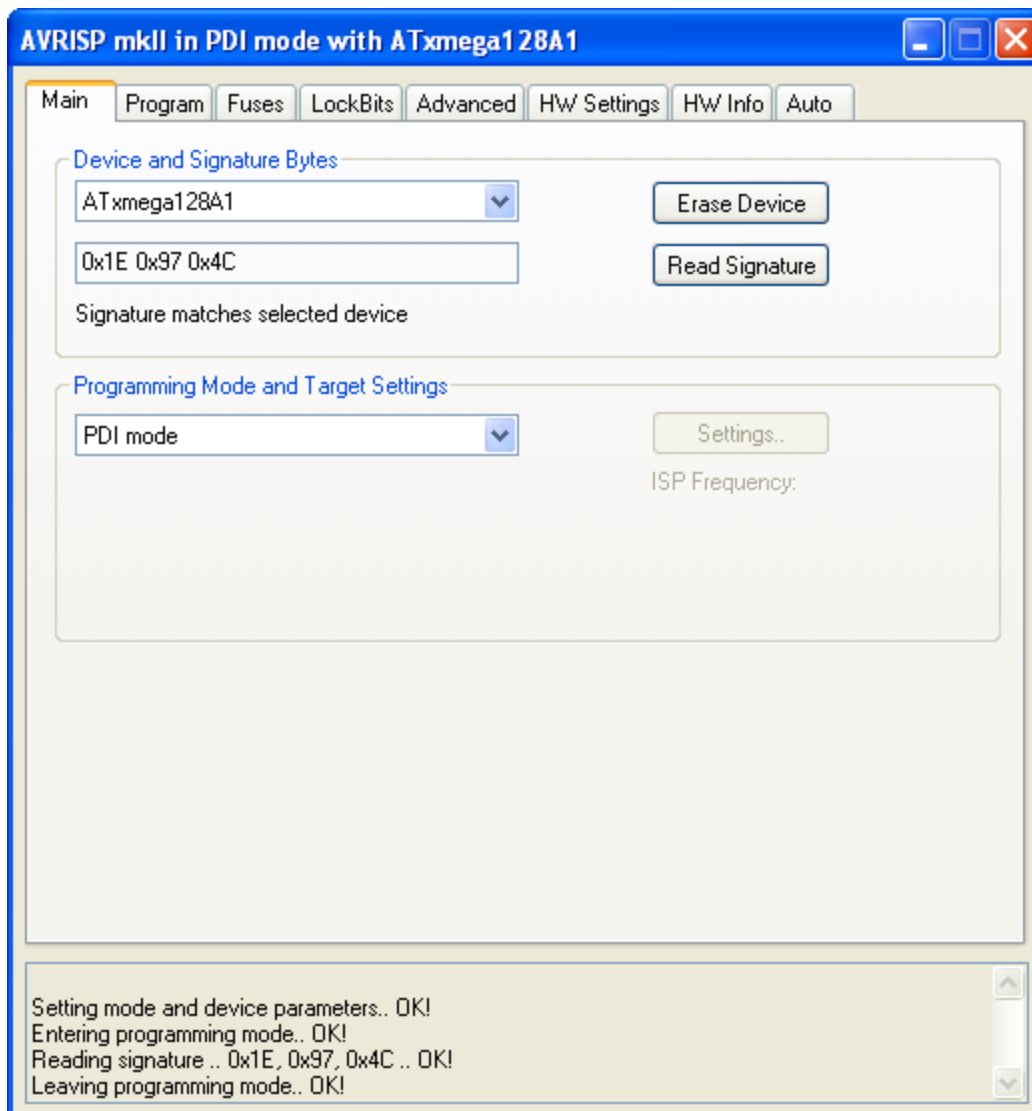 AVRISP mkII in PDI mode with ATxmega128A1
Main Program Fuses LockBits Advanced HW Settings HW Info Auto
Device and Signature Bytes
ATxmega128A1 Erase Device
0x1E 0x97 0x4C Read Signature
Signature matches selected device
Programming Mode and Target Settings
PDI mode Settings..
ISP Frequency:
Setting mode and device parameters.. OK!
Entering programming mode.. OK!
Reading signature .. 0x1E, 0x97, 0x4C .. OK!
Leaving programming mode.. OK!